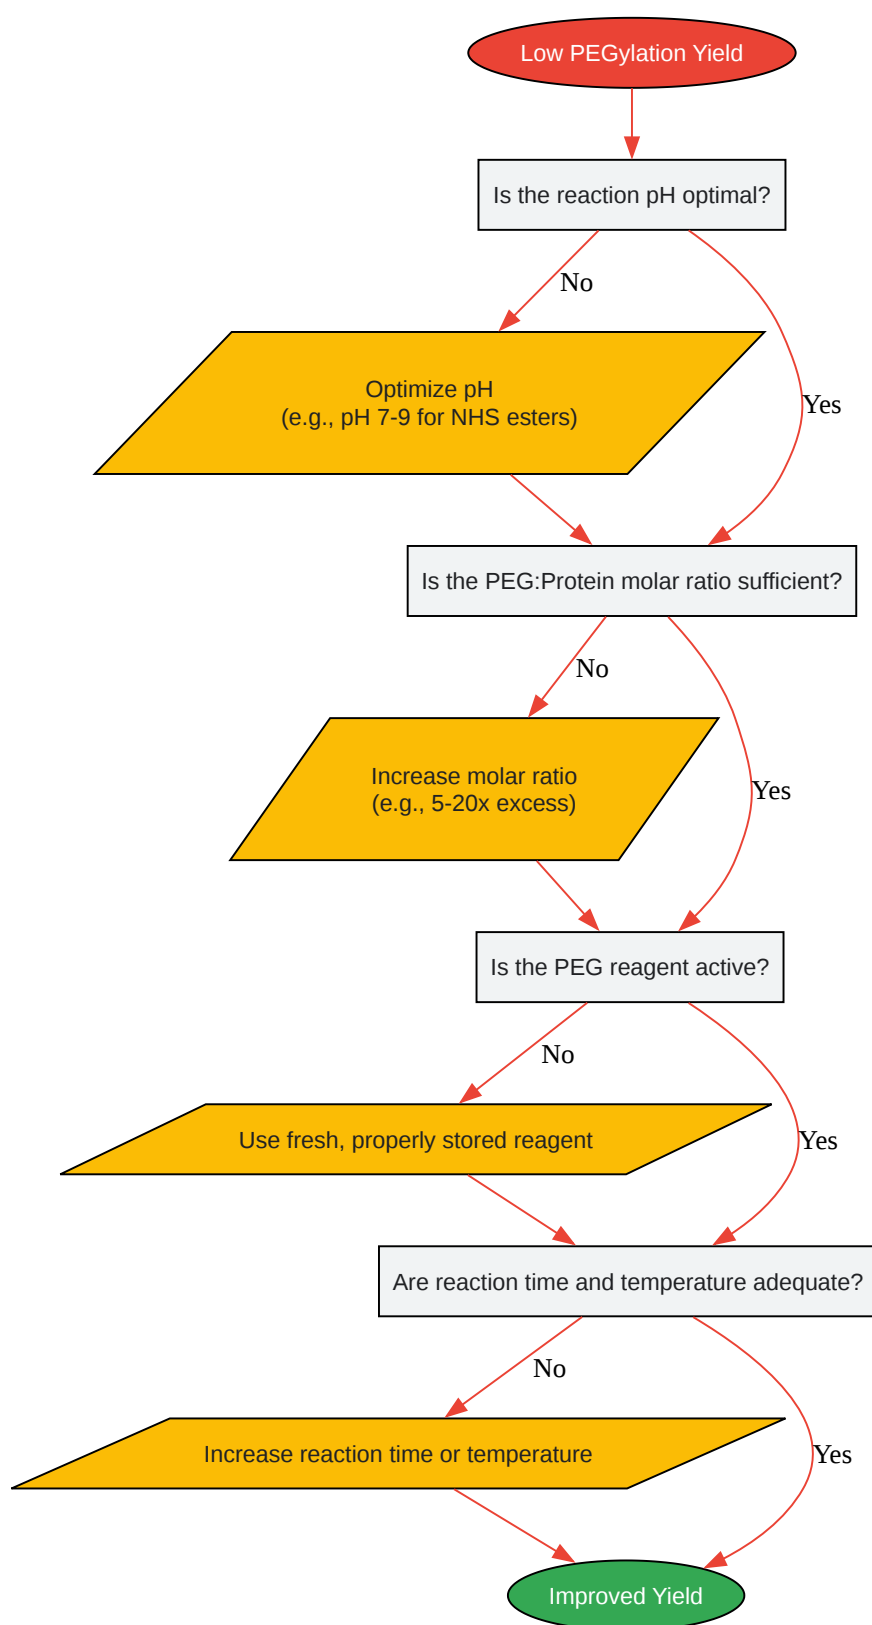 Low PEGylation Yield
Is the reaction pH optimal?
No
Optimize pH
(e.g., pH 7-9 for NHS esters)
Yes
Is the PEG:Protein molar ratio sufficient?
No
Increase molar ratio
(e.g., 5-20x excess)
Yes
Is the PEG reagent active?
No
Use fresh, properly stored reagent
Yes
Are reaction time and temperature adequate?
No
Increase reaction time or temperature
Yes
Improved Yield